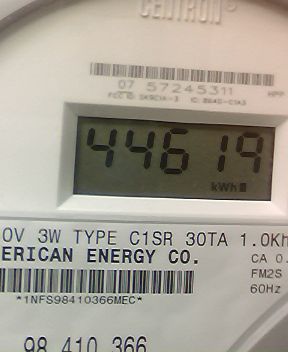 CENTRON®
07 57245311
HPP
44619
kWh
0V 3W TYPE C1SR 30TA 1.0Kh
ERICAN ENERGY CO.
CA 0.
FM2S
60Hz
*1NFS98410366MEC*
98 410 366